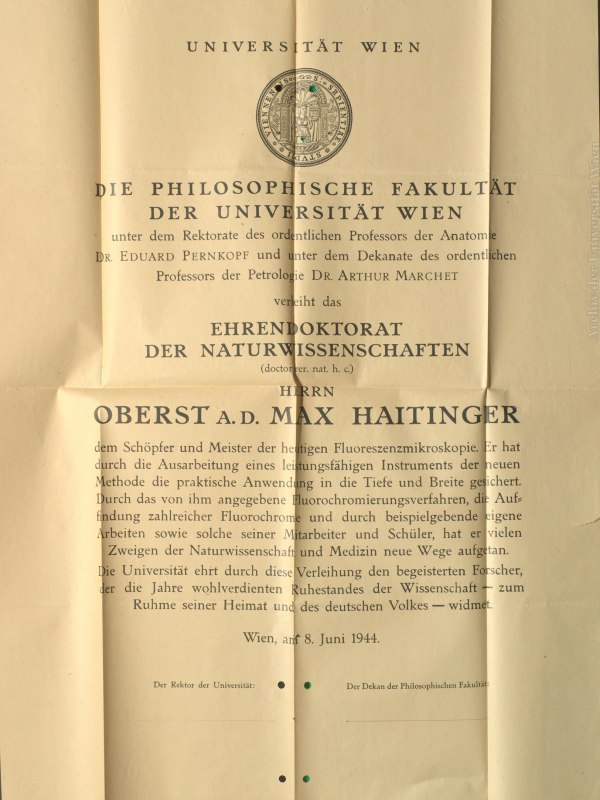 UNIVERSITÄT WIEN
VIENNENSIS · S · SAPIENTIAE · STVDII
DIE PHILOSOPHISCHE FAKULTÄT
DER UNIVERSITÄT WIEN
unter dem Rektorate des ordentlichen Professors der Anatomie
DR. EDUARD PERNKOPF und unter dem Dekanate des ordentlichen
Professors der Petrologie DR. ARTHUR MARCHET
verleiht das
EHRENDOKTORAT
DER NATURWISSENSCHAFTEN
(doctor rer. nat. h. c.)
HERRN
OBERST A. D. MAX HAITINGER
dem Schöpfer und Meister der heutigen Fluoreszenzmikroskopie. Er hat
durch die Ausarbeitung eines leistungsfähigen Instruments der neuen
Methode die praktische Anwendung in die Tiefe und Breite gesichert.
Durch das von ihm angegebene Fluorochromierungsverfahren, die Auf-
findung zahlreicher Fluorochrome und durch beispielgebende eigene
Arbeiten sowie solche seiner Mitarbeiter und Schüler, hat er vielen
Zweigen der Naturwissenschaft und Medizin neue Wege aufgetan.
Die Universität ehrt durch diese Verleihung den begeisterten Forscher,
der die Jahre wohlverdienten Ruhestandes der Wissenschaft — zum
Ruhme seiner Heimat und des deutschen Volkes — widmet.
Wien, am 8. Juni 1944.
Der Rektor der Universität: Der Dekan der Philosophischen Fakultät:
Archiv der Universität Wien